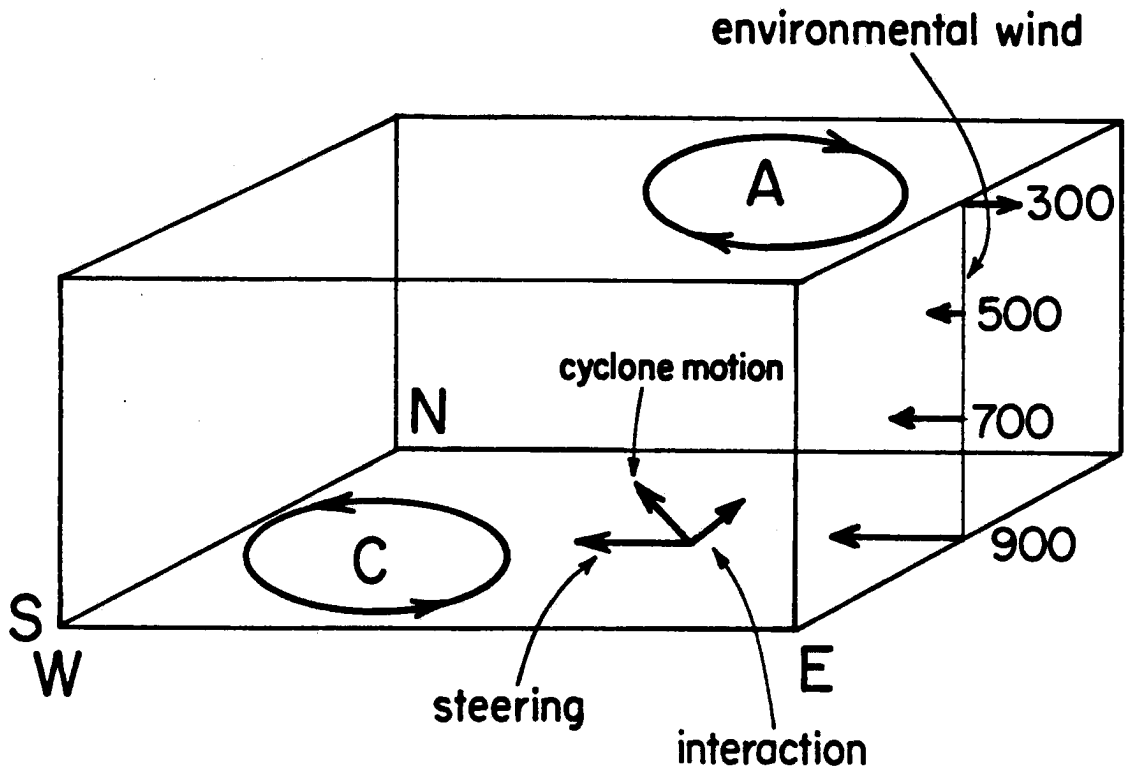 environmental wind
A
300
500
cyclone motion
N
700
C
900
S
W
E
steering
interaction